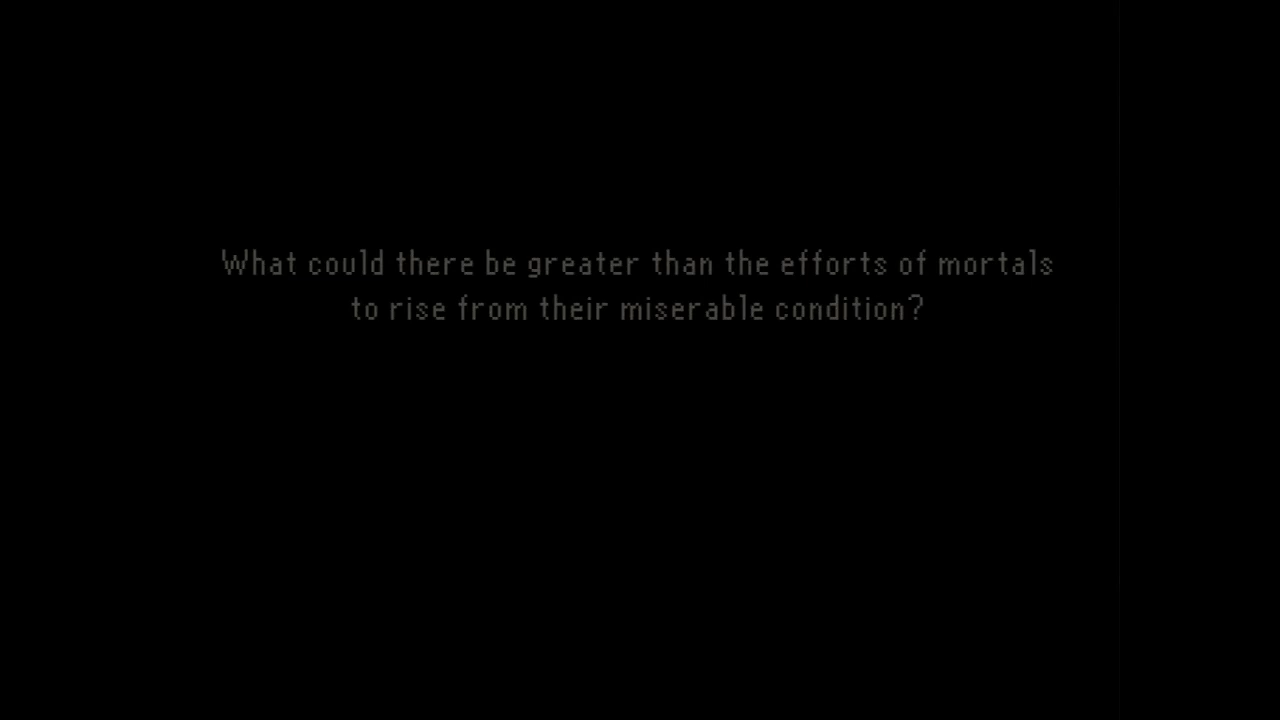 What could there be greater than the efforts of mortals
to rise from their miserable condition?